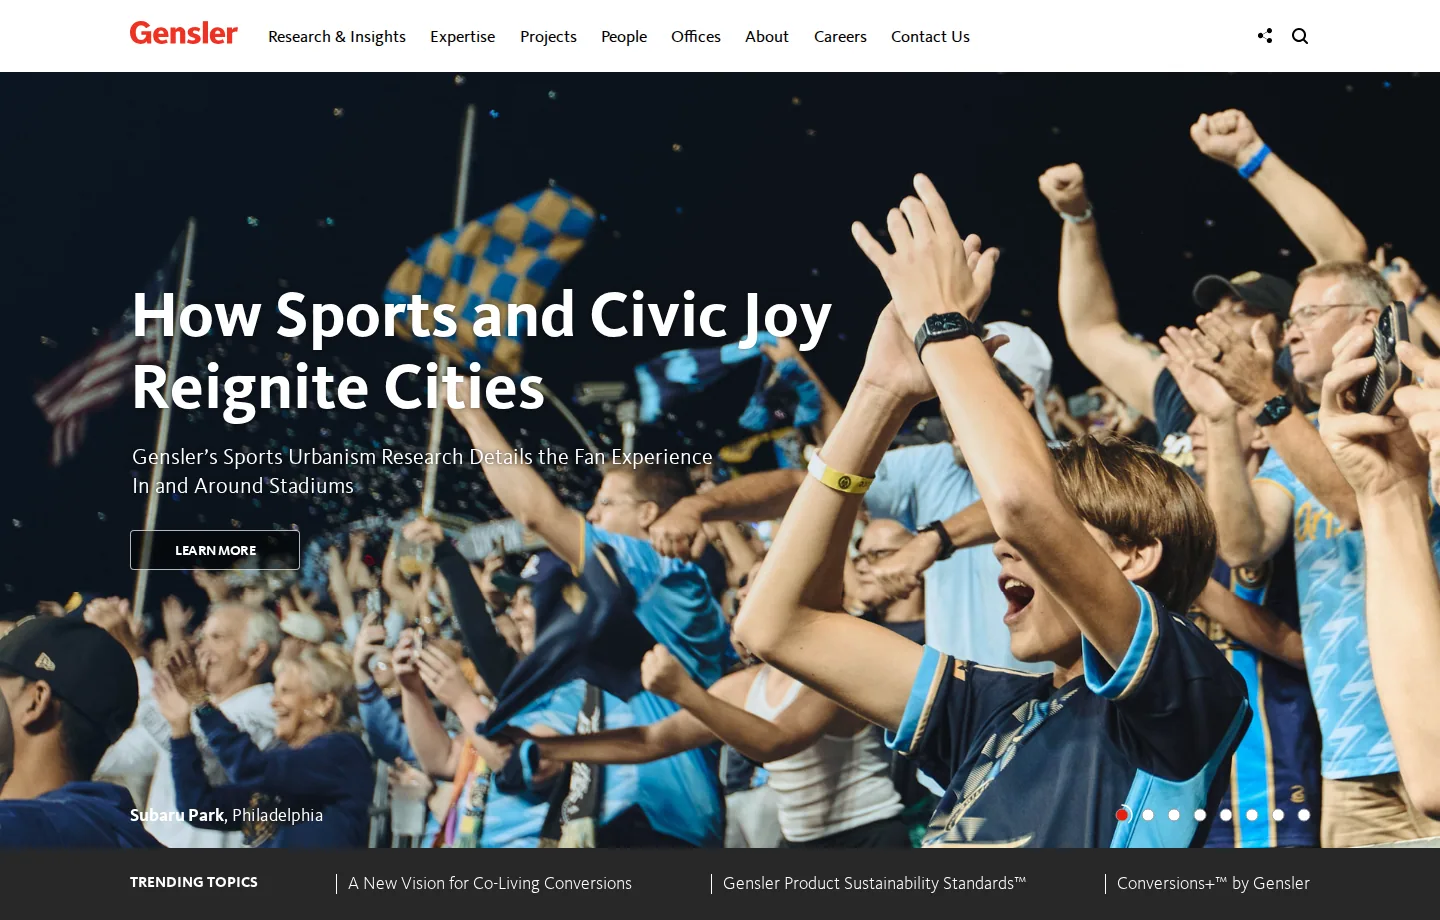 Gensler
Research & Insights
Expertise
Projects
People
Offices
About
Careers
Contact Us
How Sports and Civic Joy
Reignite Cities
Gensler’s Sports Urbanism Research Details the Fan Experience
In and Around Stadiums
LEARN MORE
Subaru Park, Philadelphia
TRENDING TOPICS
A New Vision for Co-Living Conversions
Gensler Product Sustainability Standards™
Conversions+™ by Gensler